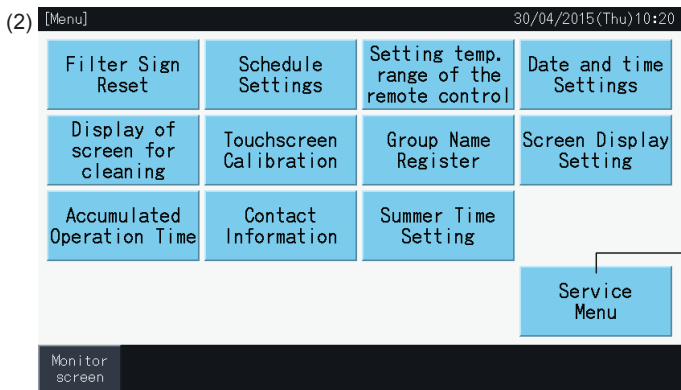 (2)
[Menu] 30/04/2015(Thu)10:20
Filter Sign
Reset
Schedule
Settings
Setting temp.
range of the
remote control
Date and time
Settings
Display of
screen for
cleaning
Touchscreen
Calibration
Group Name
Register
Screen Display
Setting
Accumulated
Operation Time
Contact
Information
Summer Time
Setting
Service
Menu
Monitor
screen